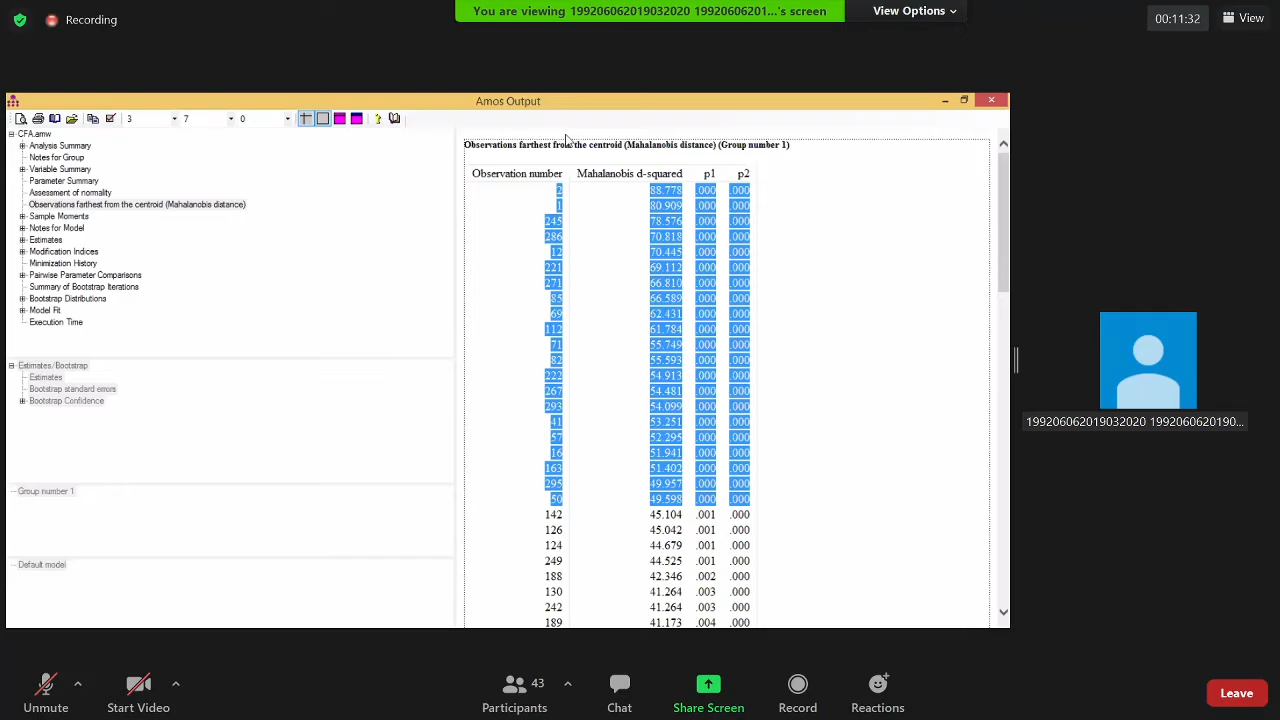 Recording
You are viewing 199206062019032020 19920606201...'s screen
View Options
00:11:32
View
Amos Output
3
7
0
CFA.amw
Analysis Summary
Notes for Group
Variable Summary
Parameter Summary
Assessment of normality
Observations farthest from the centroid (Mahalanobis distance)
Sample Moments
Notes for Model
Estimates
Modification Indices
Minimization History
Pairwise Parameter Comparisons
Summary of Bootstrap Iterations
Bootstrap Distributions
Model Fit
Execution Time
Estimates/Bootstrap
Estimates
Bootstrap standard errors
Bootstrap Confidence
Group number 1
Default model
Observations farthest from the centroid (Mahalanobis distance) (Group number 1)
Observation number Mahalanobis d-squared p1 p2
2 88.778 .000 .000
1 80.909 .000 .000
245 78.576 .000 .000
286 70.818 .000 .000
12 70.445 .000 .000
221 69.112 .000 .000
271 66.810 .000 .000
85 66.589 .000 .000
69 62.431 .000 .000
112 61.784 .000 .000
71 55.749 .000 .000
82 55.593 .000 .000
222 54.913 .000 .000
267 54.481 .000 .000
293 54.099 .000 .000
41 53.251 .000 .000
57 52.295 .000 .000
16 51.941 .000 .000
163 51.402 .000 .000
295 49.957 .000 .000
50 49.598 .000 .000
142 45.104 .001 .000
126 45.042 .001 .000
124 44.679 .001 .000
249 44.525 .001 .000
188 42.346 .002 .000
130 41.264 .003 .000
242 41.264 .003 .000
189 41.173 .004 .000
199206062019032020 1992060620190...
Unmute
Start Video
43
Participants
Chat
Share Screen
Record
Reactions
Leave